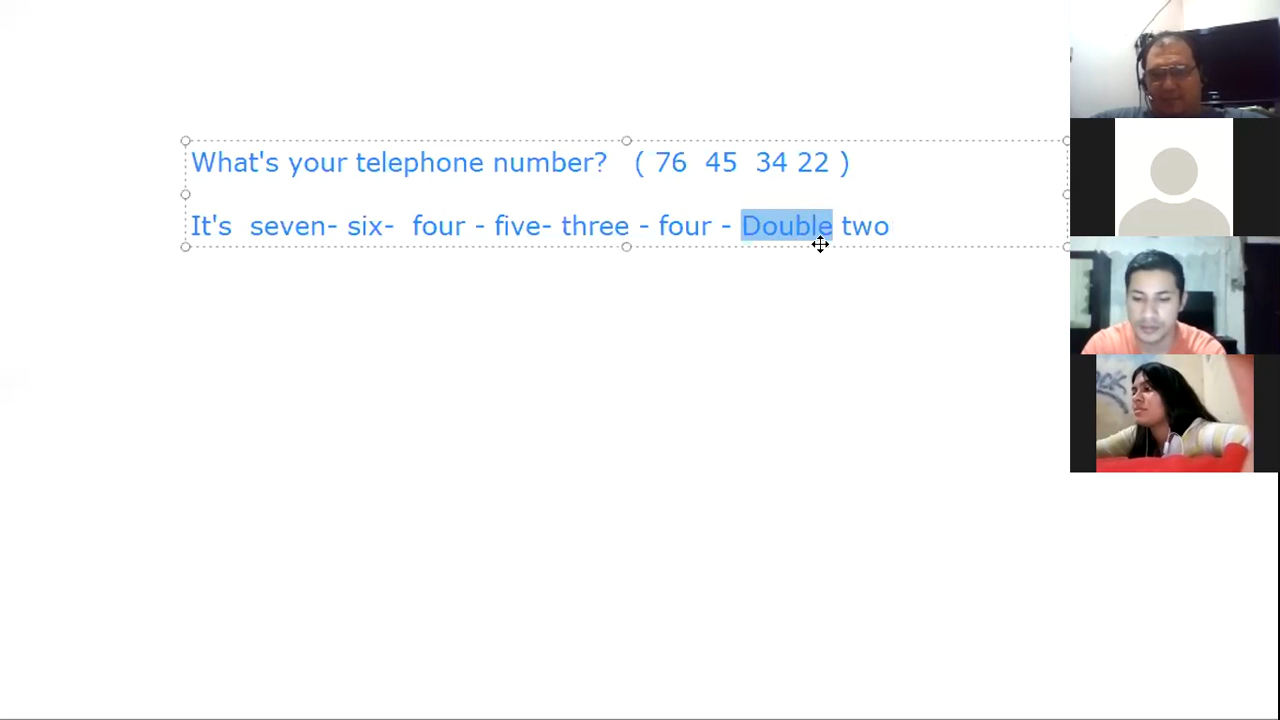 What's your telephone number? ( 76 45 34 22 )
It's seven- six- four - five- three - four - Double two